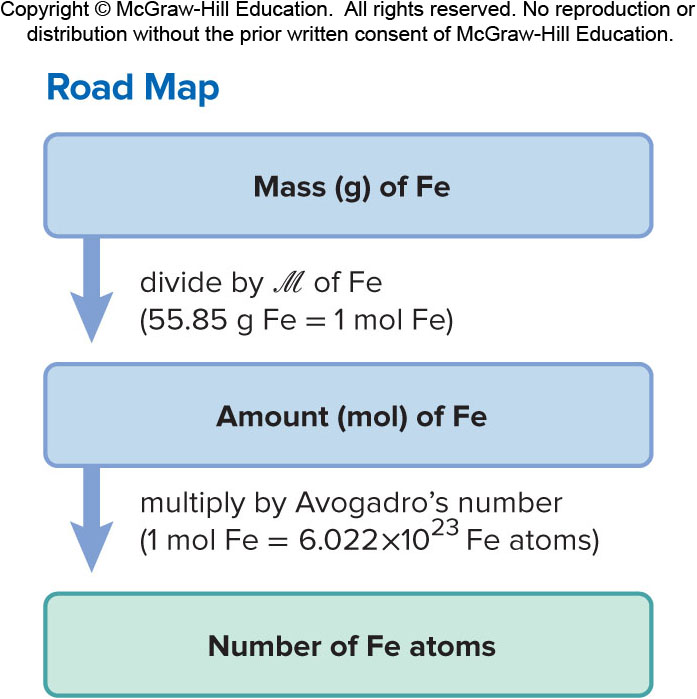 Copyright © McGraw-Hill Education.  All rights reserved. No reproduction or
distribution without the prior written consent of McGraw-Hill Education.
Road Map
Mass (g) of Fe
divide by ℳ of Fe
(55.85 g Fe = 1 mol Fe)
Amount (mol) of Fe
multiply by Avogadro’s number
(1 mol Fe = 6.022×10²³ Fe atoms)
Number of Fe atoms